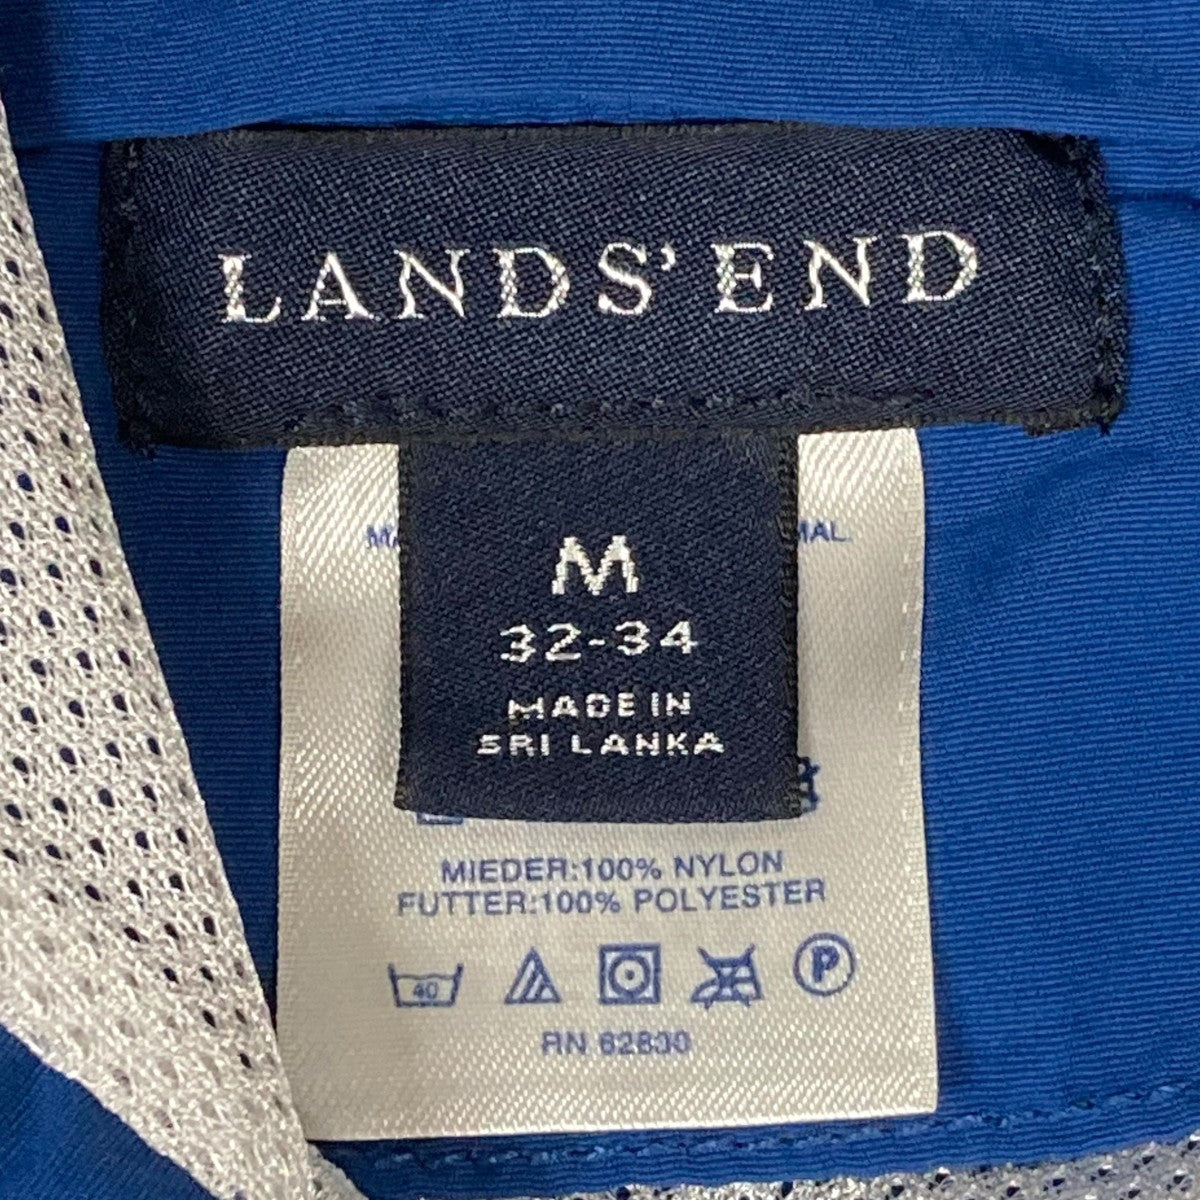 LANDS' END
M
32-34
MADE IN
SRI LANKA
MIEDER:100% NYLON
FUTTER:100% POLYESTER
40
P
RN 62830